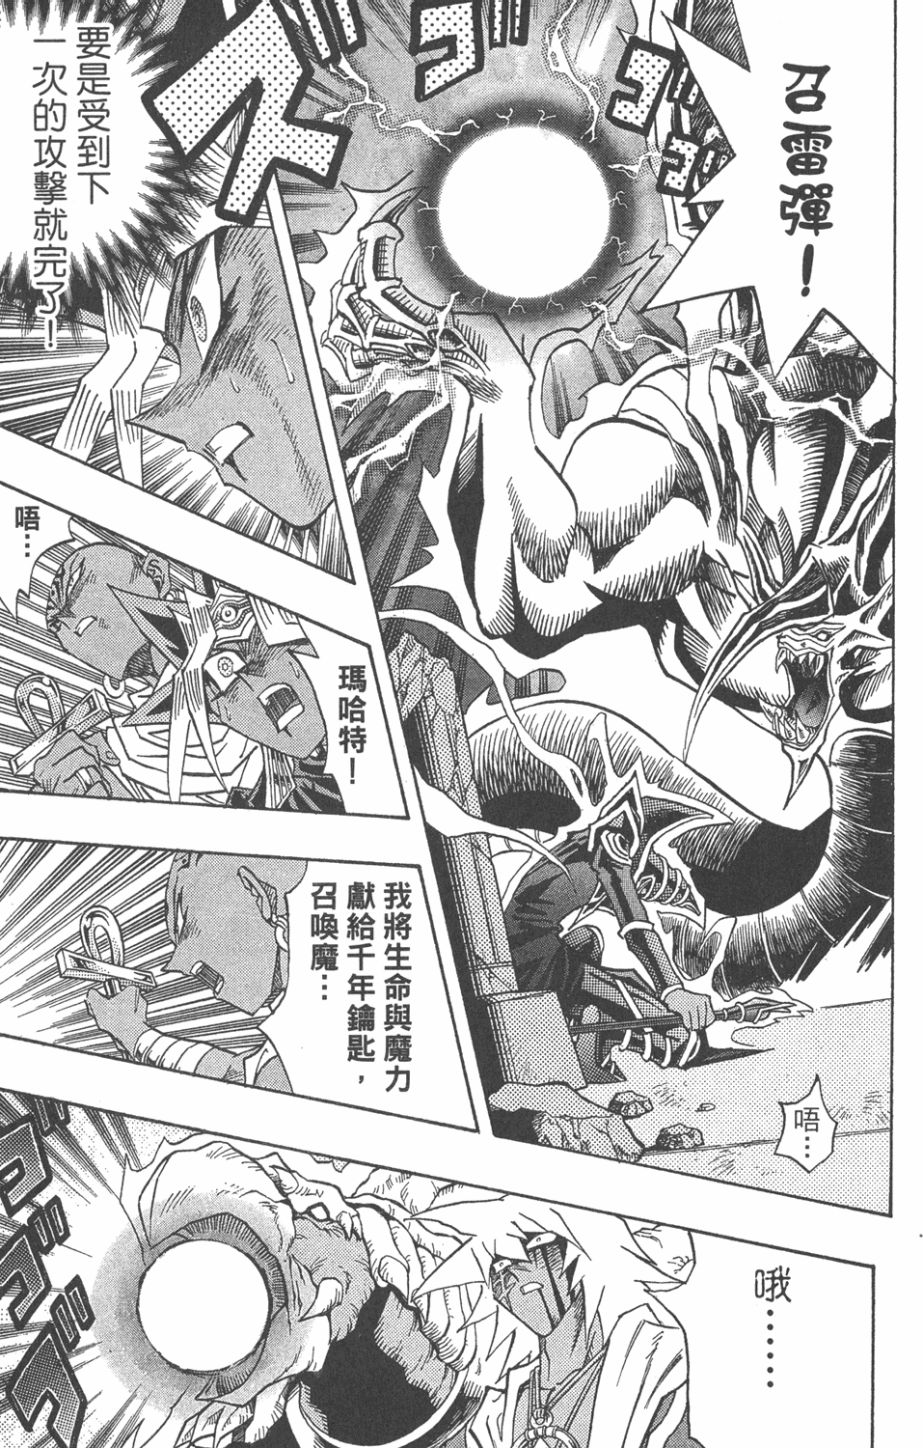 召雷彈！
要是受到下
一次的攻擊就完了！
唔⋯
瑪哈特！
唔⋯
我將生命與魔力
獻給千年鑰匙，
召喚魔⋯
哦⋯⋯